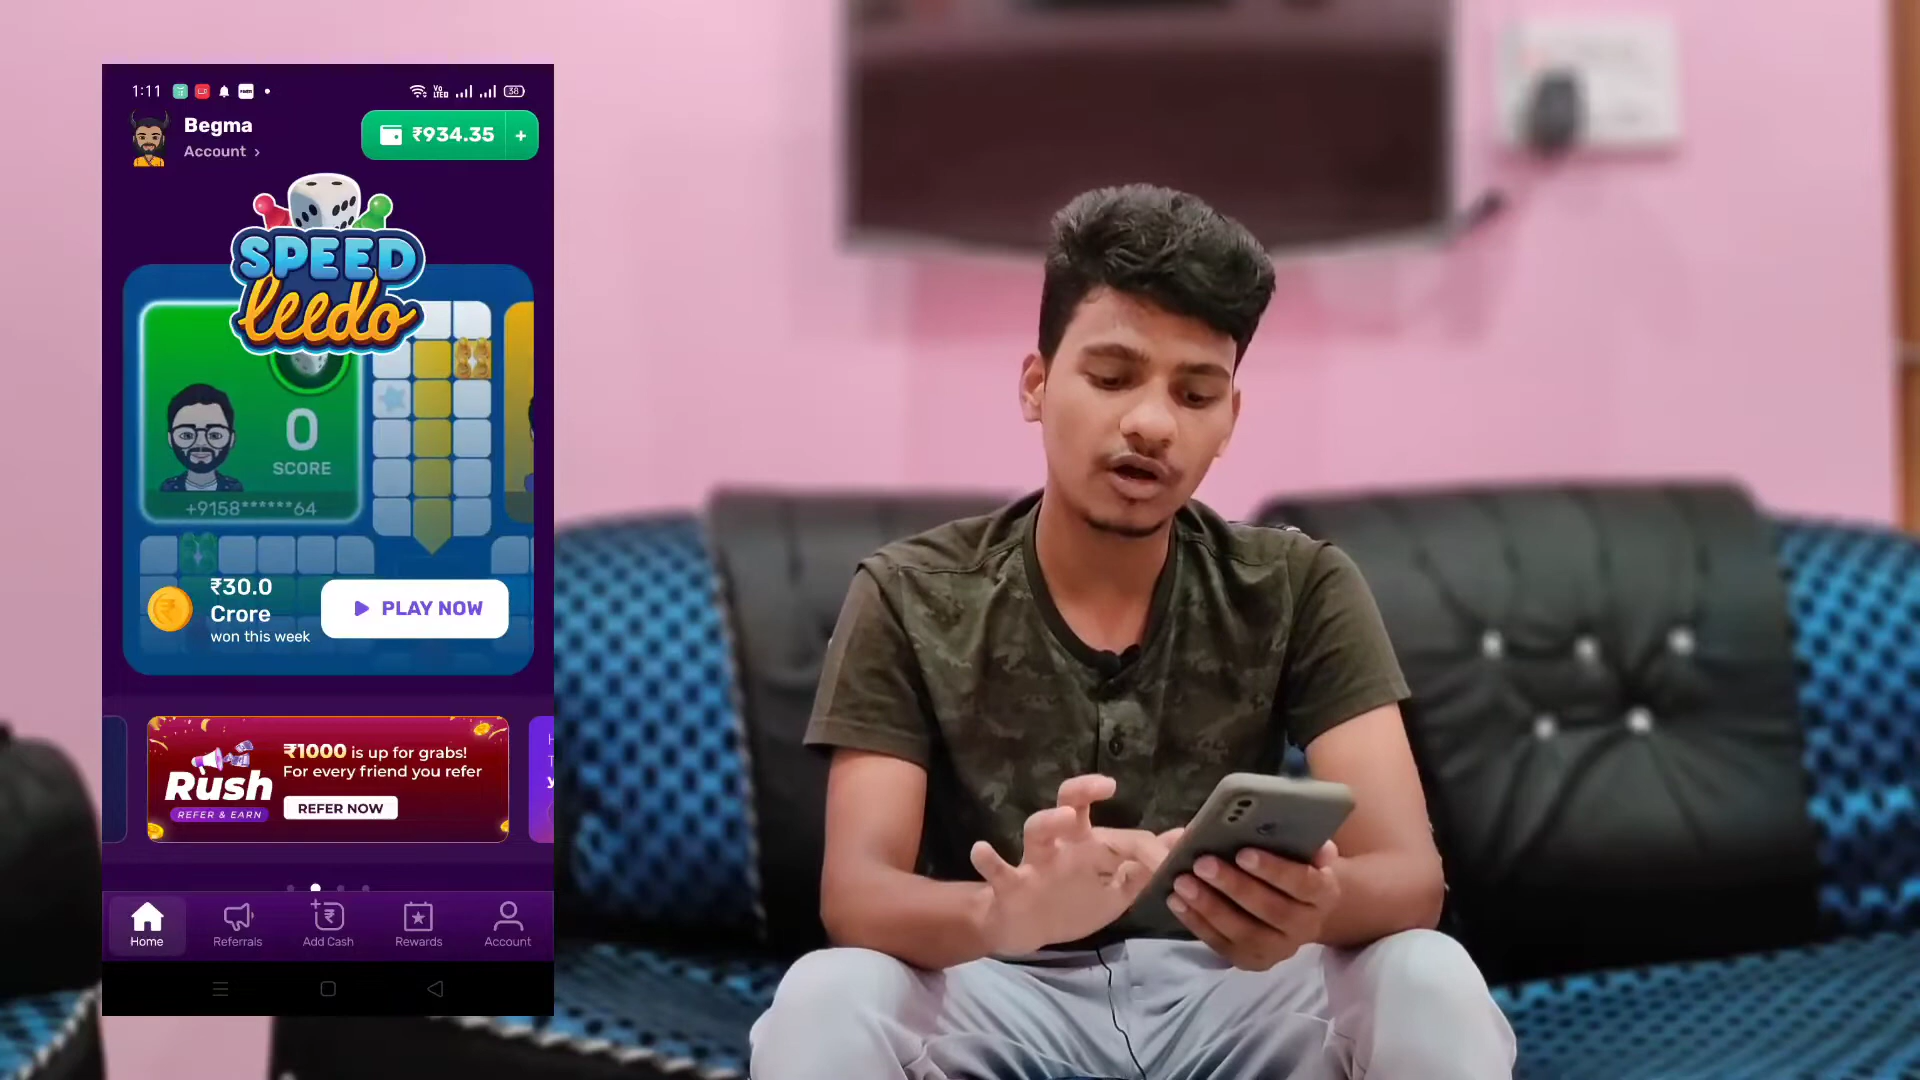 1:11
38
Begma
Account >
₹934.35 +
SPEED
leedo
0
SCORE
+9158******64
₹30.0
Crore
won this week
PLAY NOW
₹1000 is up for grabs!
For every friend you refer
Rush
REFER & EARN
REFER NOW
Home
Referrals
Add Cash
Rewards
Account